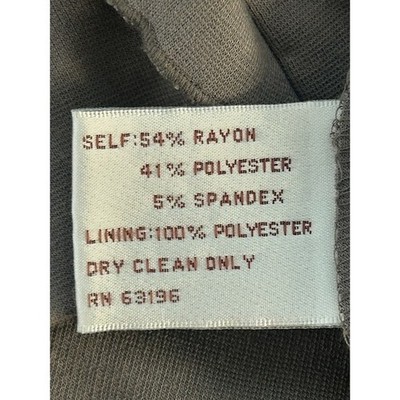 SELF:54% RAYON
41% POLYESTER
5% SPANDEX
LINING:100% POLYESTER
DRY CLEAN ONLY
RN 63196